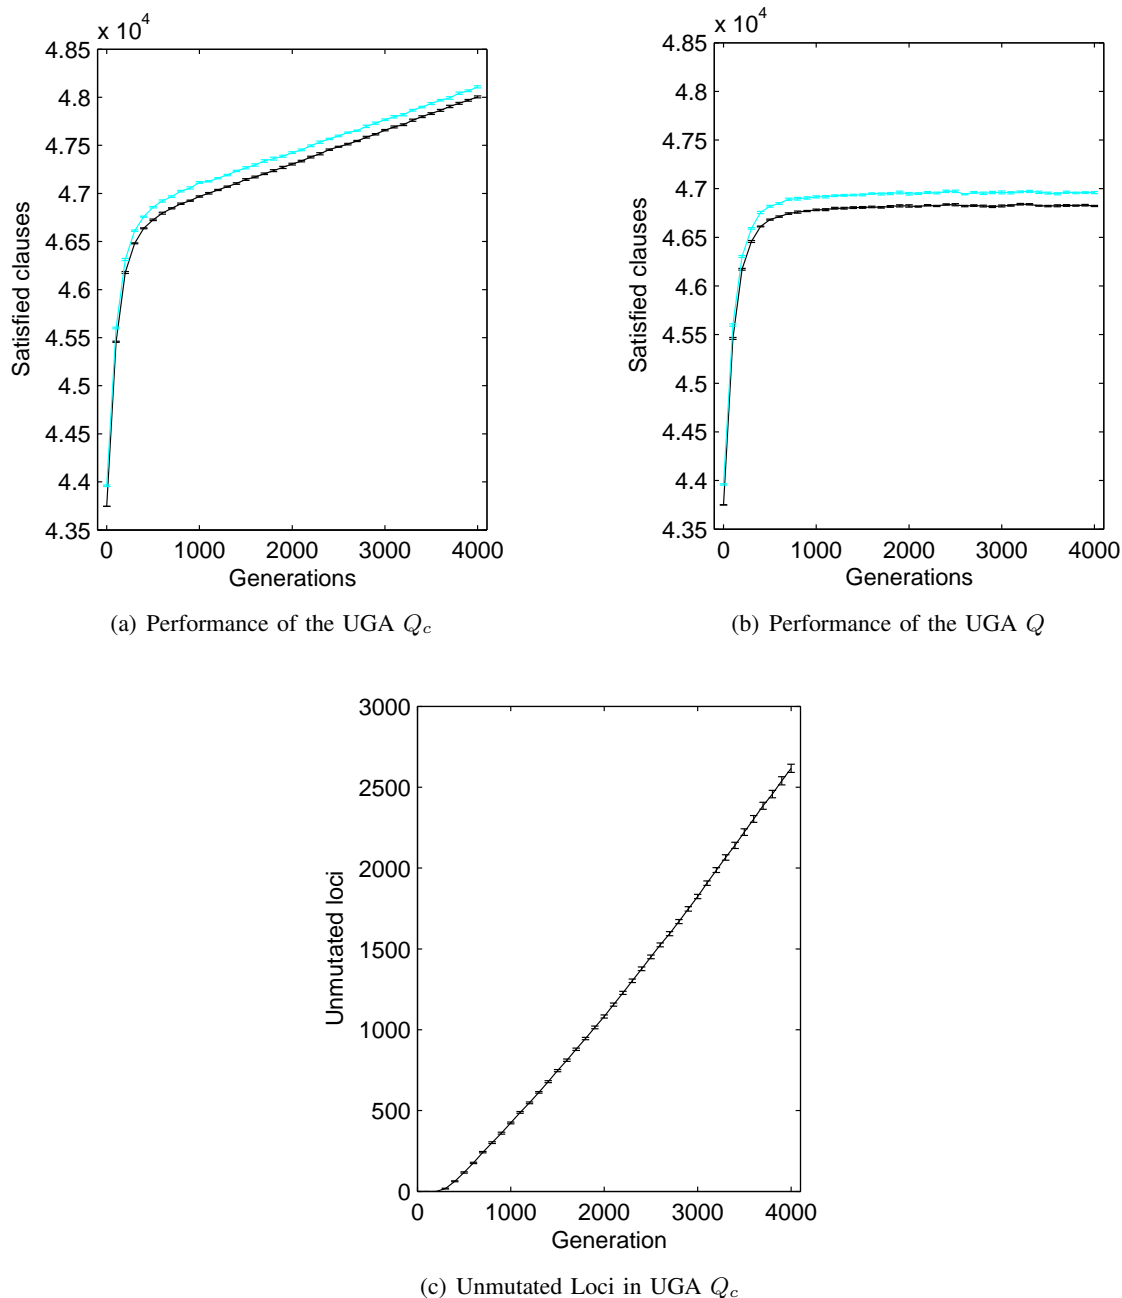 x 10^4
4.85
4.8
4.75
4.7
4.65
4.6
4.55
4.5
4.45
4.4
4.35
Satisfied clauses
0 1000 2000 3000 4000
Generations
(a) Performance of the UGA Q_c
x 10^4
4.85
4.8
4.75
4.7
4.65
4.6
4.55
4.5
4.45
4.4
4.35
Satisfied clauses
0 1000 2000 3000 4000
Generations
(b) Performance of the UGA Q
3000
2500
2000
1500
1000
500
0
Unmutated loci
0 1000 2000 3000 4000
Generation
(c) Unmutated Loci in UGA Q_c